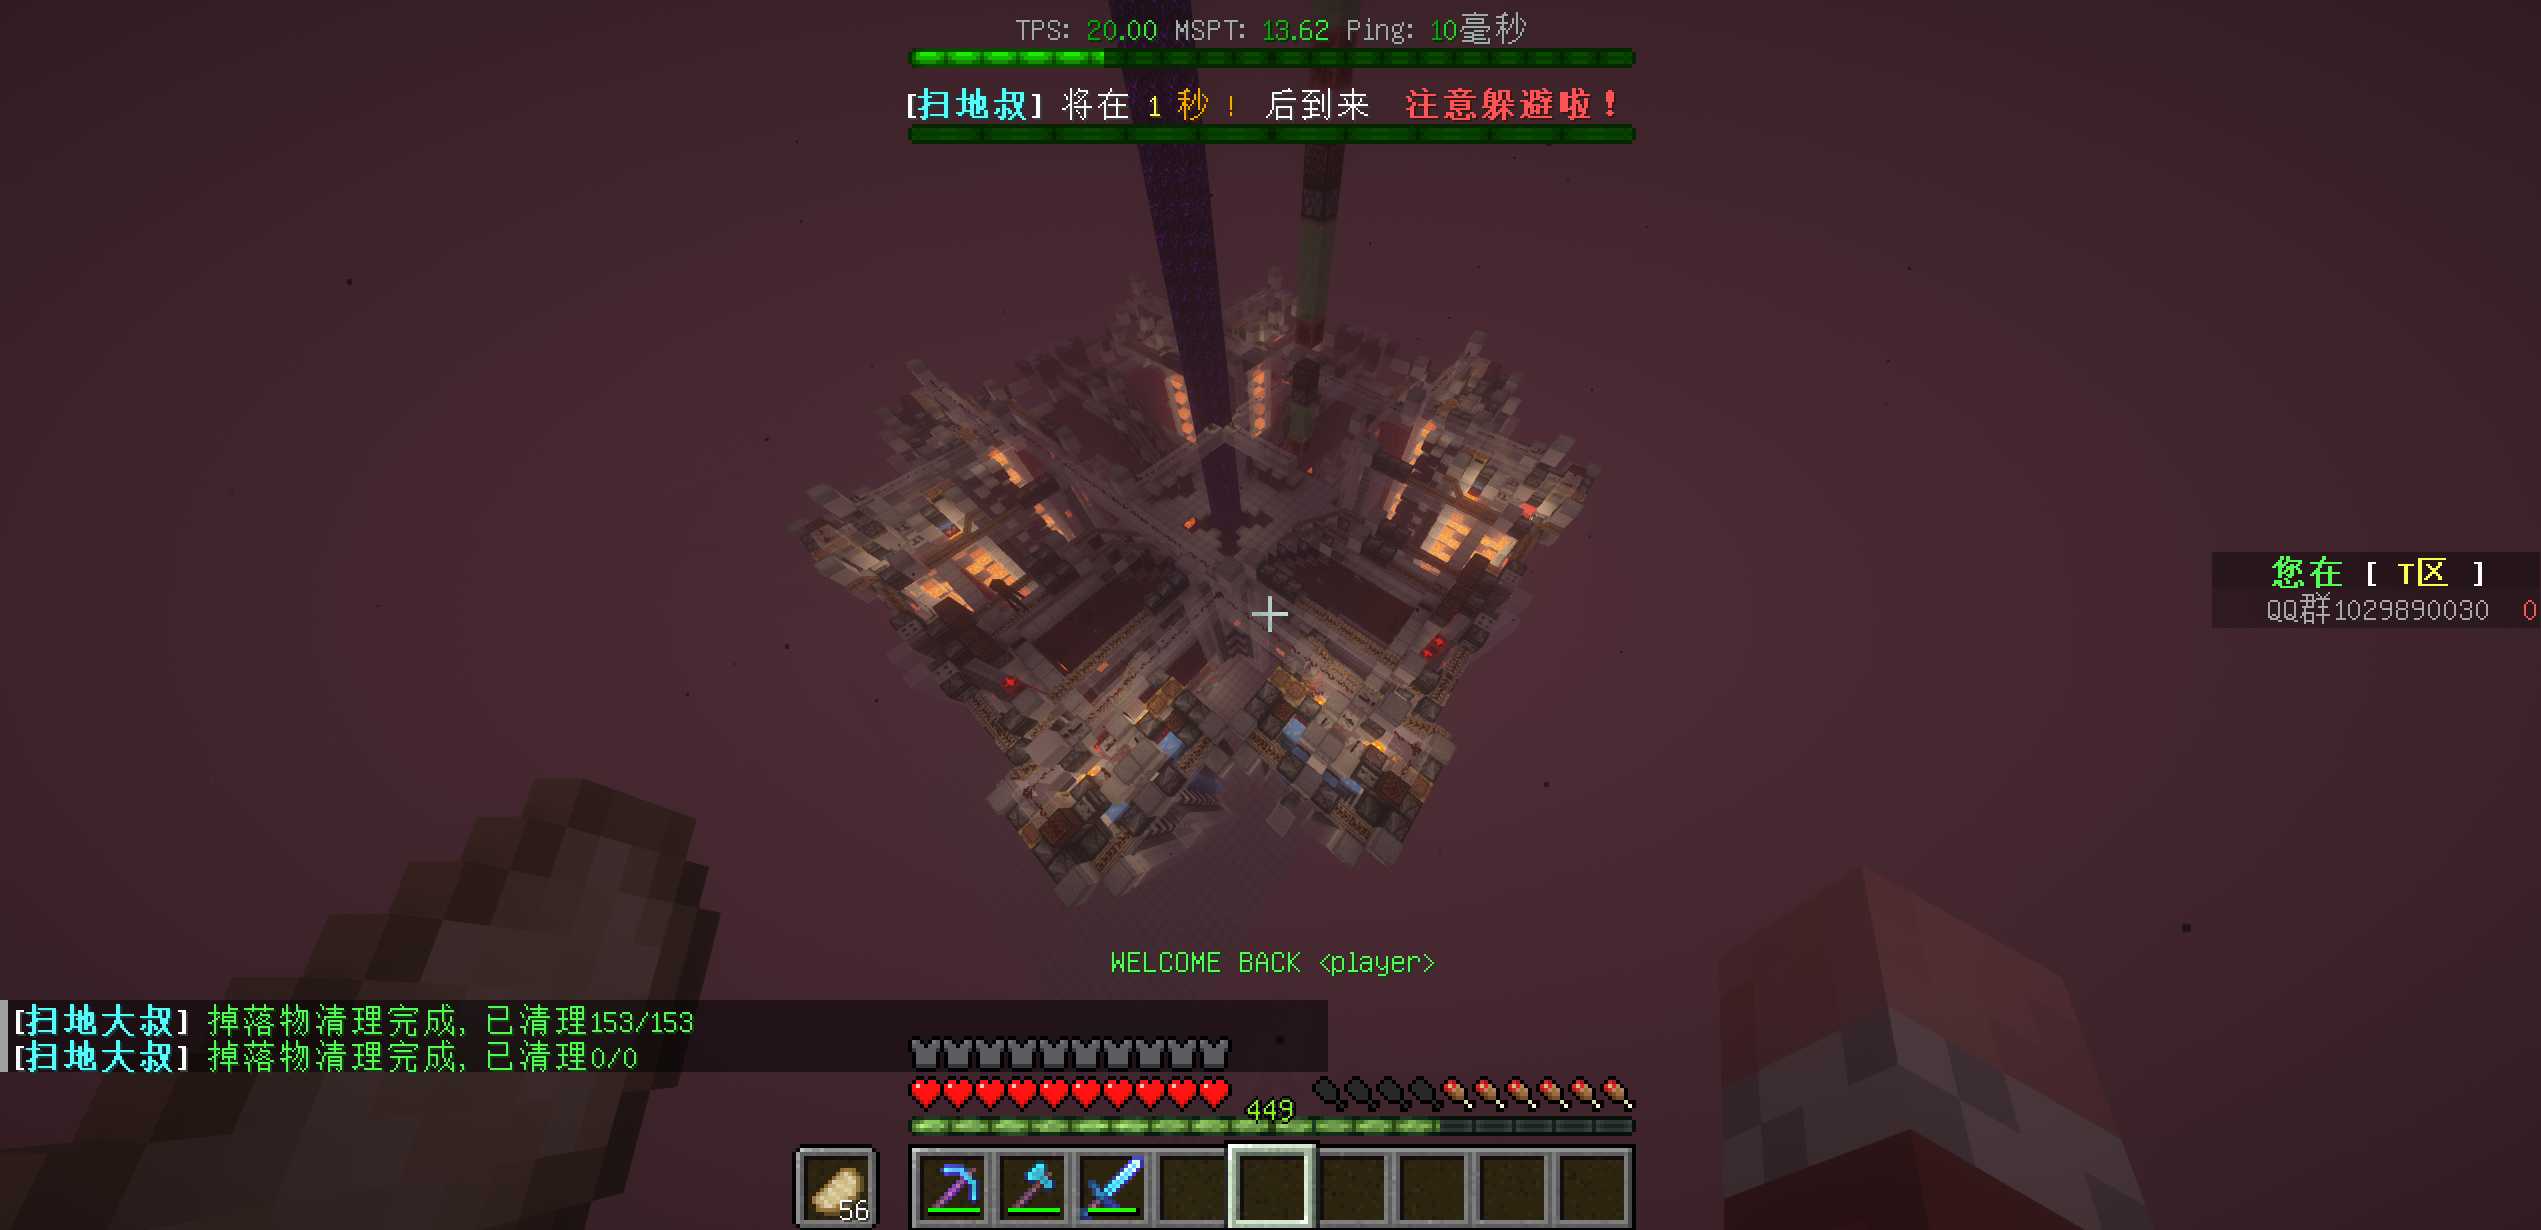 TPS: 20.00 MSPT: 13.62 Ping: 10毫秒
[扫地叔] 将在 1 秒 ! 后到来 注意躲避啦！
您在 [ T区 ]
QQ群1029890030 0
WELCOME BACK <player>
[扫地大叔] 掉落物清理完成, 已清理153/153
[扫地大叔] 掉落物清理完成, 已清理0/0
449
56